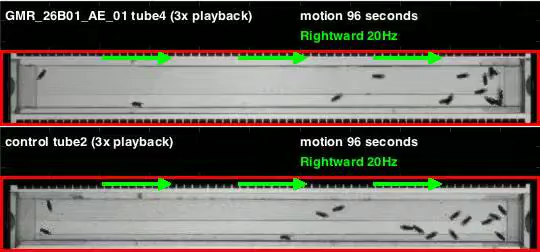 GMR_26B01_AE_01 tube4 (3x playback)
motion 96 seconds
Rightward 20Hz
control tube2 (3x playback)
motion 96 seconds
Rightward 20Hz